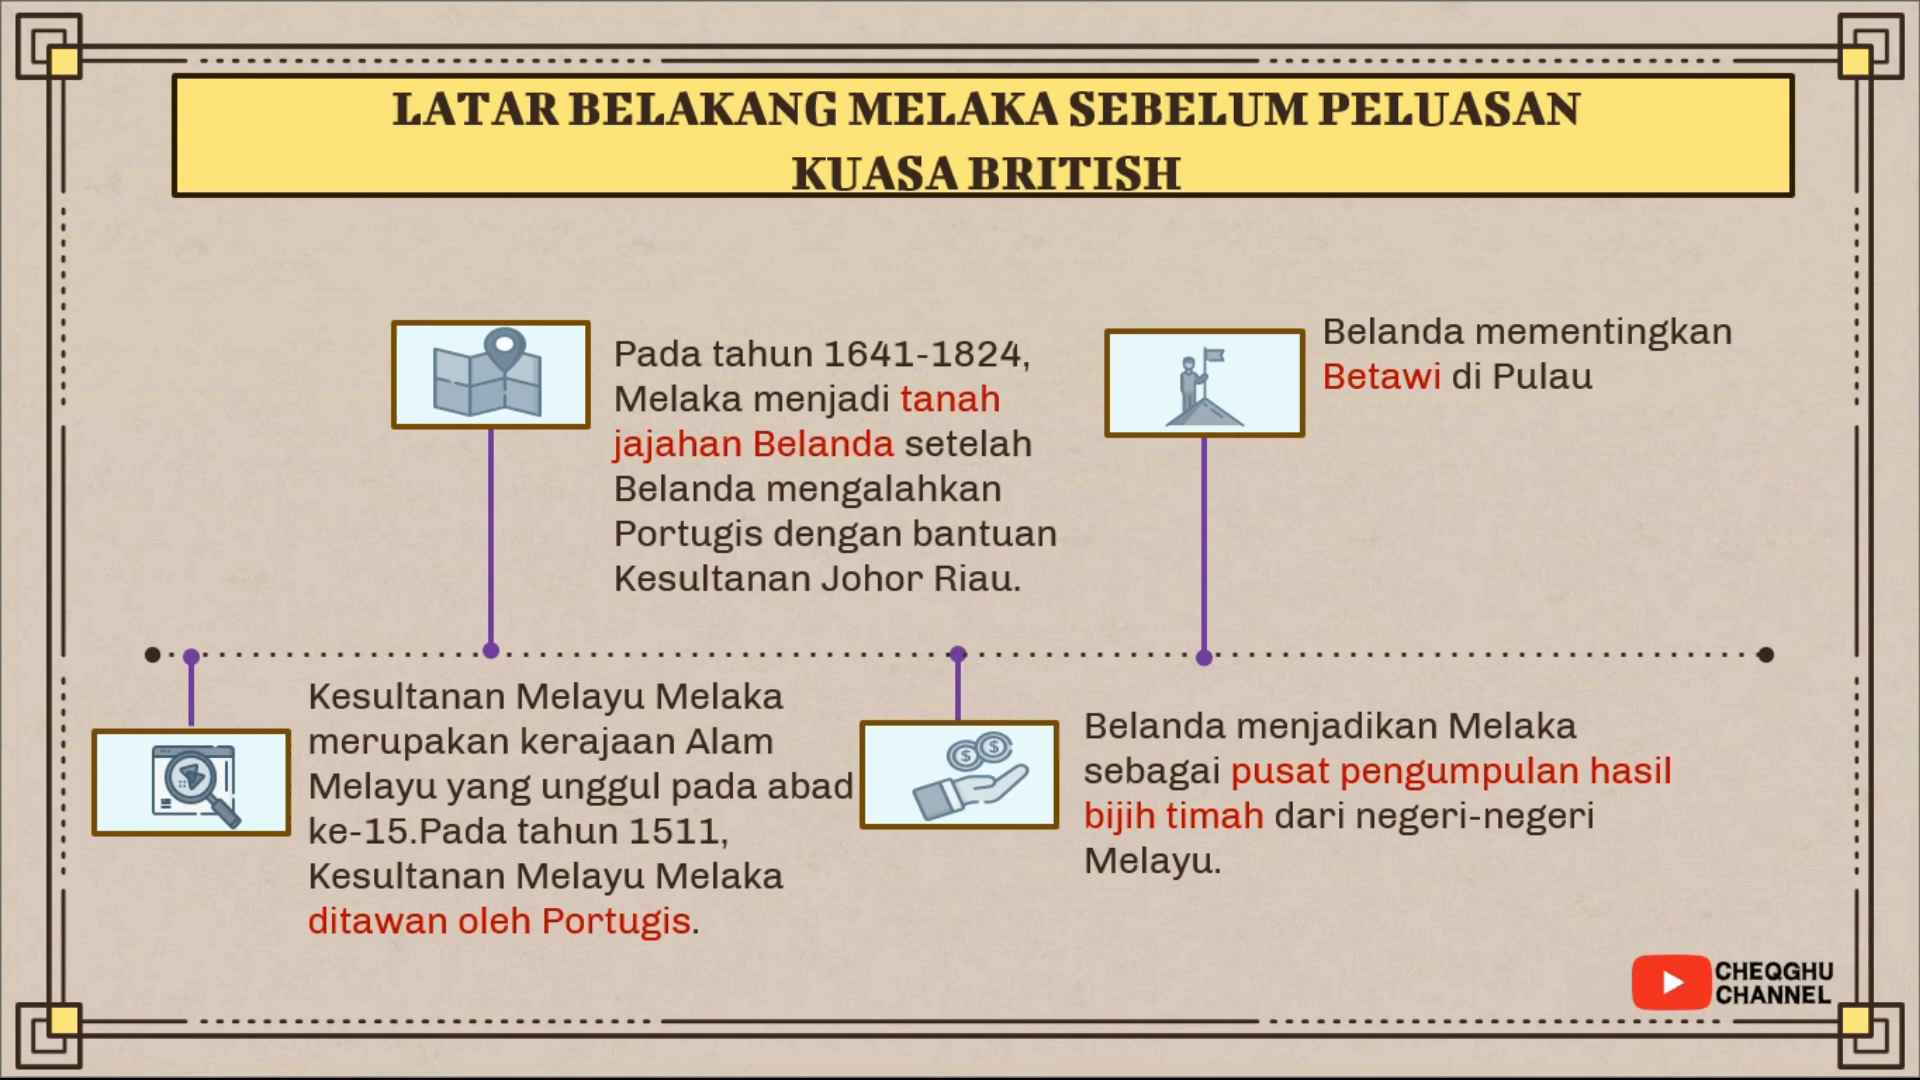 LATAR BELAKANG MELAKA SEBELUM PELUASAN
KUASA BRITISH
Pada tahun 1641-1824,
Melaka menjadi tanah
jajahan Belanda setelah
Belanda mengalahkan
Portugis dengan bantuan
Kesultanan Johor Riau.
Belanda mementingkan
Betawi di Pulau
Kesultanan Melayu Melaka
merupakan kerajaan Alam
Melayu yang unggul pada abad
ke-15.Pada tahun 1511,
Kesultanan Melayu Melaka
ditawan oleh Portugis.
Belanda menjadikan Melaka
sebagai pusat pengumpulan hasil
bijih timah dari negeri-negeri
Melayu.
CHEQGHU
CHANNEL